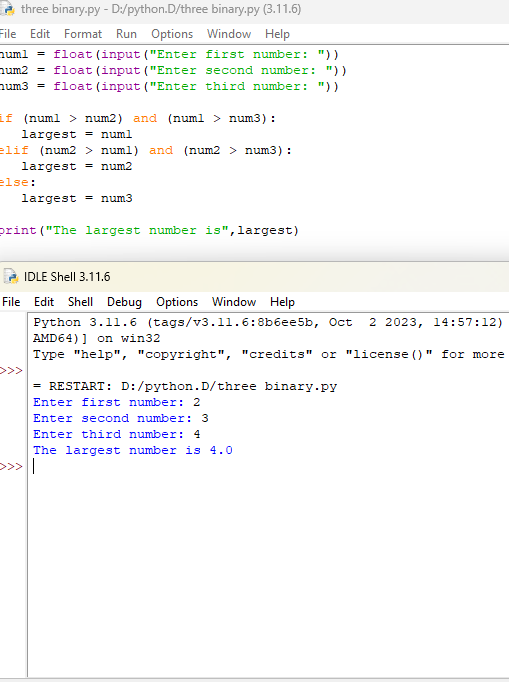 three binary.py - D:/python.D/three binary.py (3.11.6)
File Edit Format Run Options Window Help
num1 = float(input("Enter first number: "))
num2 = float(input("Enter second number: "))
num3 = float(input("Enter third number: "))
if (num1 > num2) and (num1 > num3):
largest = num1
elif (num2 > num1) and (num2 > num3):
largest = num2
else:
largest = num3
print("The largest number is",largest)
IDLE Shell 3.11.6
File Edit Shell Debug Options Window Help
Python 3.11.6 (tags/v3.11.6:8b6ee5b, Oct  2 2023, 14:57:12)
AMD64)] on win32
Type "help", "copyright", "credits" or "license()" for more
>>>
= RESTART: D:/python.D/three binary.py
Enter first number: 2
Enter second number: 3
Enter third number: 4
The largest number is 4.0
>>>